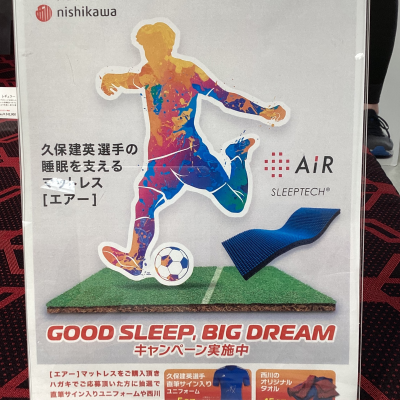 nishikawa
久保建英選手の
睡眠を支える
マットレス
[エアー]
AiR
SLEEPTECH®
GOOD SLEEP, BIG DREAM
キャンペーン実施中
[エアー]マットレスをご購入頂き
ハガキでご応募頂いた方に抽選で
直筆サイン入りユニフォームや西川
久保建英選手
直筆サイン入り
ユニフォーム
西川の
オリジナル
タオル